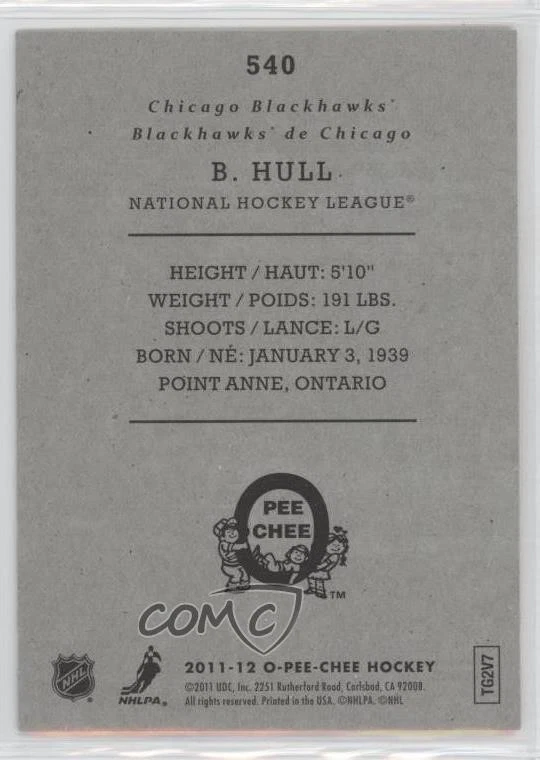 540
Chicago Blackhawks®
Blackhawks® de Chicago
B. HULL
NATIONAL HOCKEY LEAGUE®
HEIGHT / HAUT: 5'10"
WEIGHT / POIDS: 191 LBS.
SHOOTS / LANCE: L/G
BORN / NÉ: JANUARY 3, 1939
POINT ANNE, ONTARIO
PEE
CHEE
TM
COMC
NHL
NHLPA.
2011-12 O-PEE-CHEE HOCKEY
©2011 UDC, Inc. 2251 Rutherford Road, Carlsbad, CA 92008.
All rights reserved. Printed in the USA. ©NHLPA. ©NHL
TG2V7